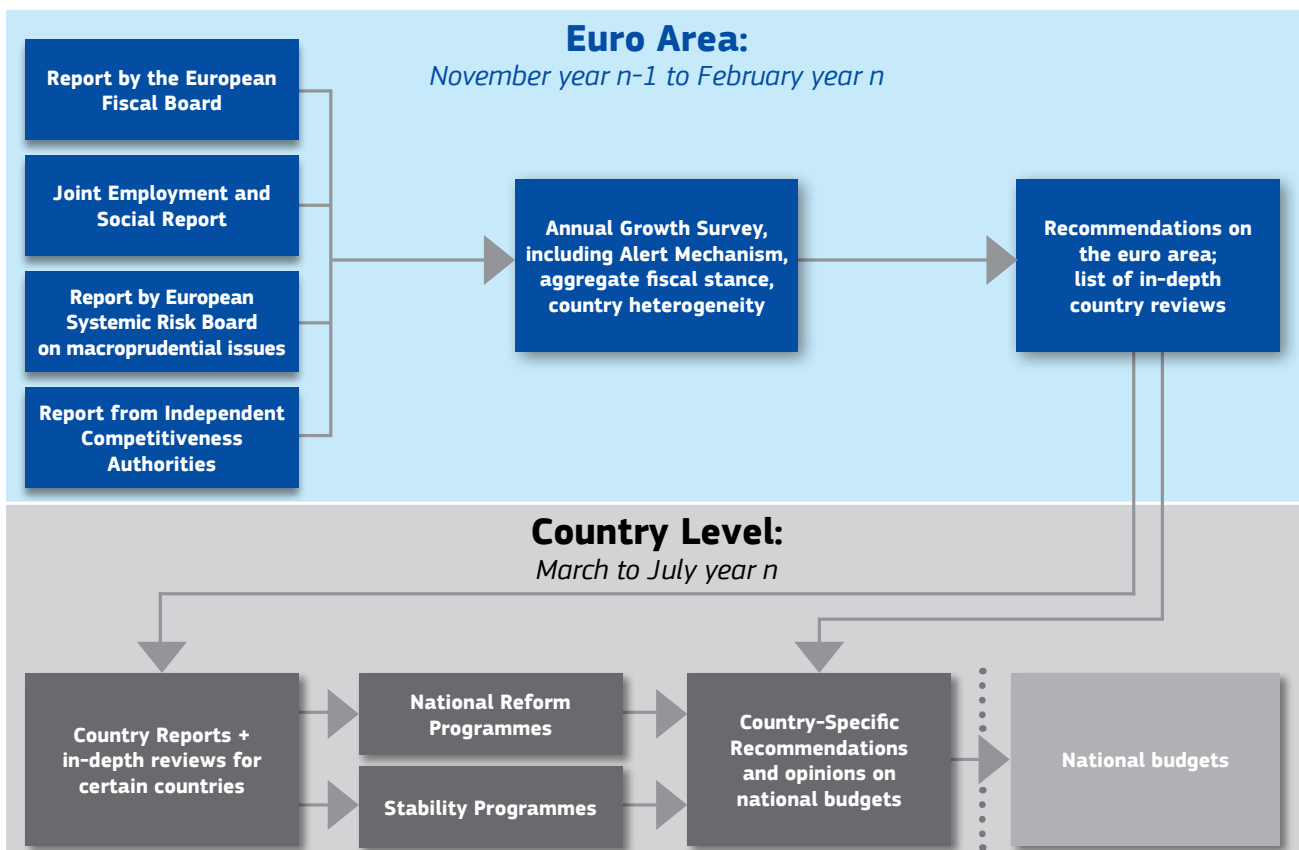 Euro Area:
November year n-1 to February year n
Report by the European
Fiscal Board
Joint Employment and
Social Report
Report by European
Systemic Risk Board
on macroprudential issues
Report from Independent
Competitiveness
Authorities
Annual Growth Survey,
including Alert Mechanism,
aggregate fiscal stance,
country heterogeneity
Recommendations on
the euro area;
list of in-depth
country reviews
Country Level:
March to July year n
Country Reports +
in-depth reviews for
certain countries
National Reform
Programmes
Stability Programmes
Country-Specific
Recommendations
and opinions on
national budgets
National budgets